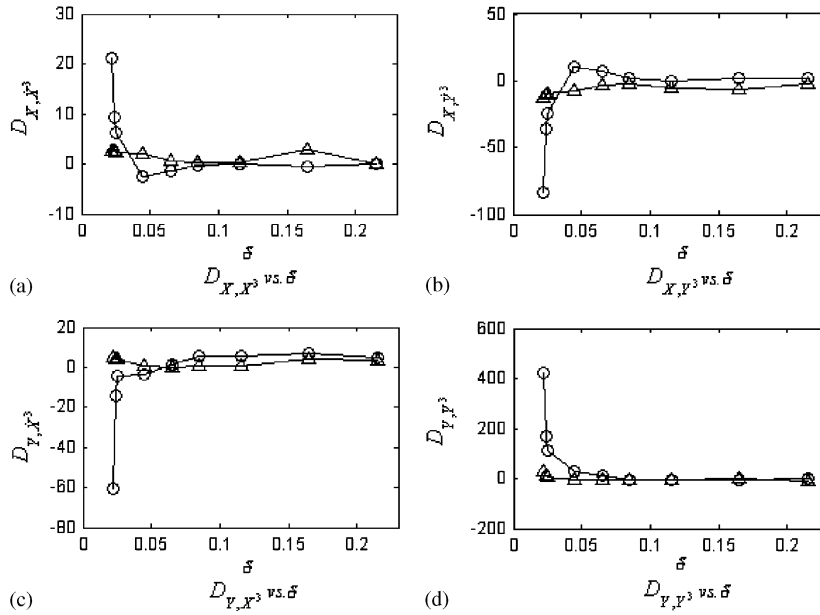 30
20
10
0
-10
0 0.05 0.1 0.15 0.2
D_{X,Ẋ^3}
δ
(a) D_{X,Ẋ^3} vs. δ
50
0
-50
-100
0 0.05 0.1 0.15 0.2
D_{X,Ẏ^3}
δ
(b) D_{X,Ẏ^3} vs. δ
20
0
-20
-40
-60
-80
0 0.05 0.1 0.15 0.2
D_{Y,Ẋ^3}
δ
(c) D_{Y,Ẋ^3} vs. δ
600
400
200
0
-200
0 0.05 0.1 0.15 0.2
D_{Y,Ẏ^3}
δ
(d) D_{Y,Ẏ^3} vs. δ